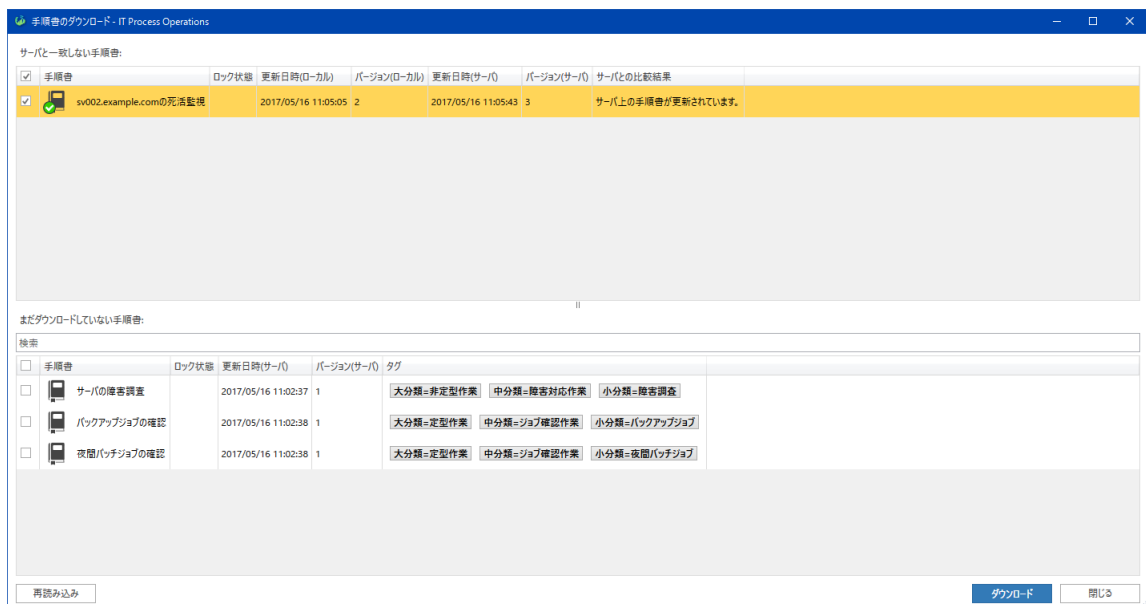 手順書のダウンロード - IT Process Operations
サーバと一致しない手順書:
手順書 ロック状態 更新日時(ローカル) バージョン(ローカル) 更新日時(サーバ) バージョン(サーバ) サーバとの比較結果
sv002.example.comの死活監視 2017/05/16 11:05:05 2 2017/05/16 11:05:43 3 サーバ上の手順書が更新されています。
まだダウンロードしていない手順書:
検索
手順書 ロック状態 更新日時(サーバ) バージョン(サーバ) タグ
サーバの障害調査 2017/05/16 11:02:37 1 大分類=非定型作業 中分類=障害対応作業 小分類=障害調査
バックアップジョブの確認 2017/05/16 11:02:38 1 大分類=定型作業 中分類=ジョブ確認作業 小分類=バックアップジョブ
夜間バッチジョブの確認 2017/05/16 11:02:38 1 大分類=定型作業 中分類=ジョブ確認作業 小分類=夜間バッチジョブ
再読み込み ダウンロード 閉じる